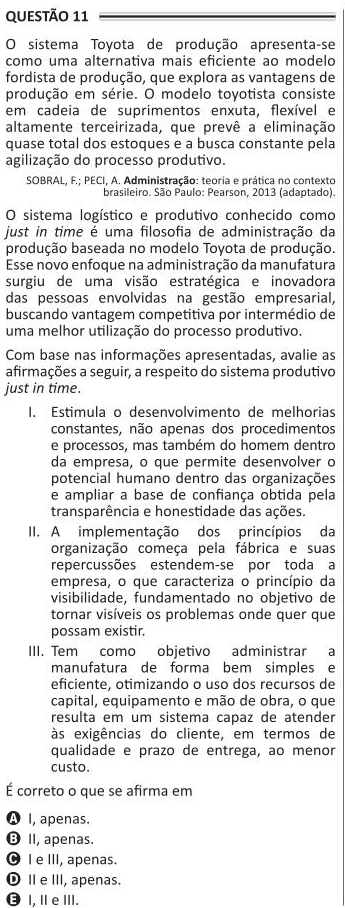 QUESTÃO 11
O sistema Toyota de produção apresenta-se
como uma alternativa mais eficiente ao modelo
fordista de produção, que explora as vantagens de
produção em série. O modelo toyotista consiste
em cadeia de suprimentos enxuta, flexível e
altamente terceirizada, que prevê a eliminação
quase total dos estoques e a busca constante pela
agilização do processo produtivo.
SOBRAL, F.; PECI, A. Administração: teoria e prática no contexto
brasileiro. São Paulo: Pearson, 2013 (adaptado).
O sistema logístico e produtivo conhecido como
just in time é uma filosofia de administração da
produção baseada no modelo Toyota de produção.
Esse novo enfoque na administração da manufatura
surgiu de uma visão estratégica e inovadora
das pessoas envolvidas na gestão empresarial,
buscando vantagem competitiva por intermédio de
uma melhor utilização do processo produtivo.
Com base nas informações apresentadas, avalie as
afirmações a seguir, a respeito do sistema produtivo
just in time.
I. Estimula o desenvolvimento de melhorias
constantes, não apenas dos procedimentos
e processos, mas também do homem dentro
da empresa, o que permite desenvolver o
potencial humano dentro das organizações
e ampliar a base de confiança obtida pela
transparência e honestidade das ações.
II. A implementação dos princípios da
organização começa pela fábrica e suas
repercussões estendem-se por toda a
empresa, o que caracteriza o princípio da
visibilidade, fundamentado no objetivo de
tornar visíveis os problemas onde quer que
possam existir.
III. Tem como objetivo administrar a
manufatura de forma bem simples e
eficiente, otimizando o uso dos recursos de
capital, equipamento e mão de obra, o que
resulta em um sistema capaz de atender
às exigências do cliente, em termos de
qualidade e prazo de entrega, ao menor
custo.
É correto o que se afirma em
A I, apenas.
B II, apenas.
C I e III, apenas.
D II e III, apenas.
E I, II e III.